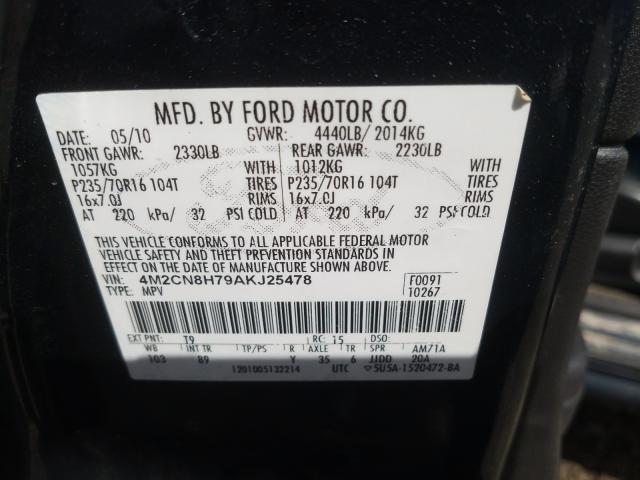 MFD. BY FORD MOTOR CO.
DATE: 05/10 GVWR: 4440LB/ 2014KG
FRONT GAWR: 2330LB REAR GAWR: 2230LB
1057KG WITH 1012KG WITH
P235/70R16 104T TIRES P235/70R16 104T TIRES
16x7.0J RIMS 16x7.0J RIMS
AT 220 kPa/ 32 PSI COLD AT 220 kPa/ 32 PSI COLD
THIS VEHICLE CONFORMS TO ALL APPLICABLE FEDERAL MOTOR
VEHICLE SAFETY AND THEFT PREVENTION STANDARDS IN
EFFECT ON THE DATE OF MANUFACTURE SHOWN ABOVE.
VIN: 4M2CN8H79AKJ25478 F0091
TYPE: MPV 10267
EXT PNT: T9 RC: 15 DSO:
WB INT TR TP/PS R AXLE TR SPR AM71A
103 B9 Y 35 6 JJDD 20A
1201005132214 UTC ▽5U5A-1520472-BA